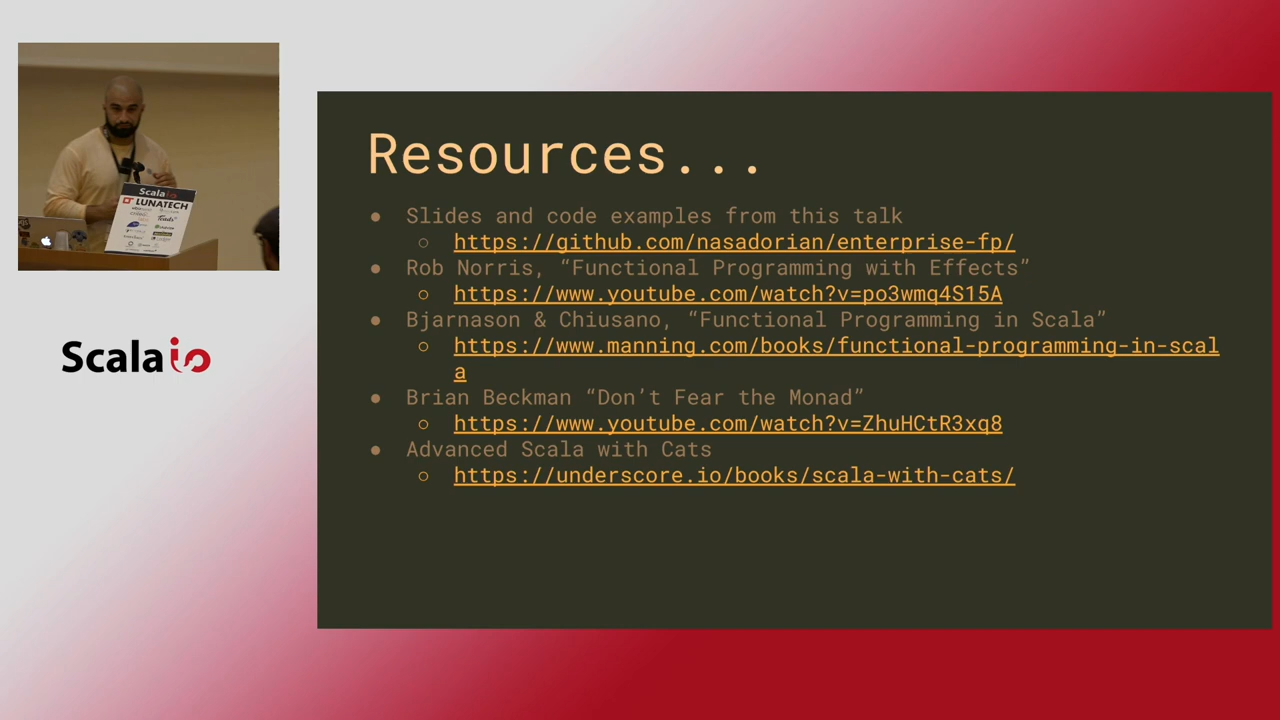 Scala
LUNATECH
Scalaio
Resources...
● Slides and code examples from this talk
○ https://github.com/nasadorian/enterprise-fp/
● Rob Norris, “Functional Programming with Effects”
○ https://www.youtube.com/watch?v=po3wmq4S15A
● Bjarnason & Chiusano, “Functional Programming in Scala”
○ https://www.manning.com/books/functional-programming-in-scal
a
● Brian Beckman “Don’t Fear the Monad”
○ https://www.youtube.com/watch?v=ZhuHCtR3xq8
● Advanced Scala with Cats
○ https://underscore.io/books/scala-with-cats/